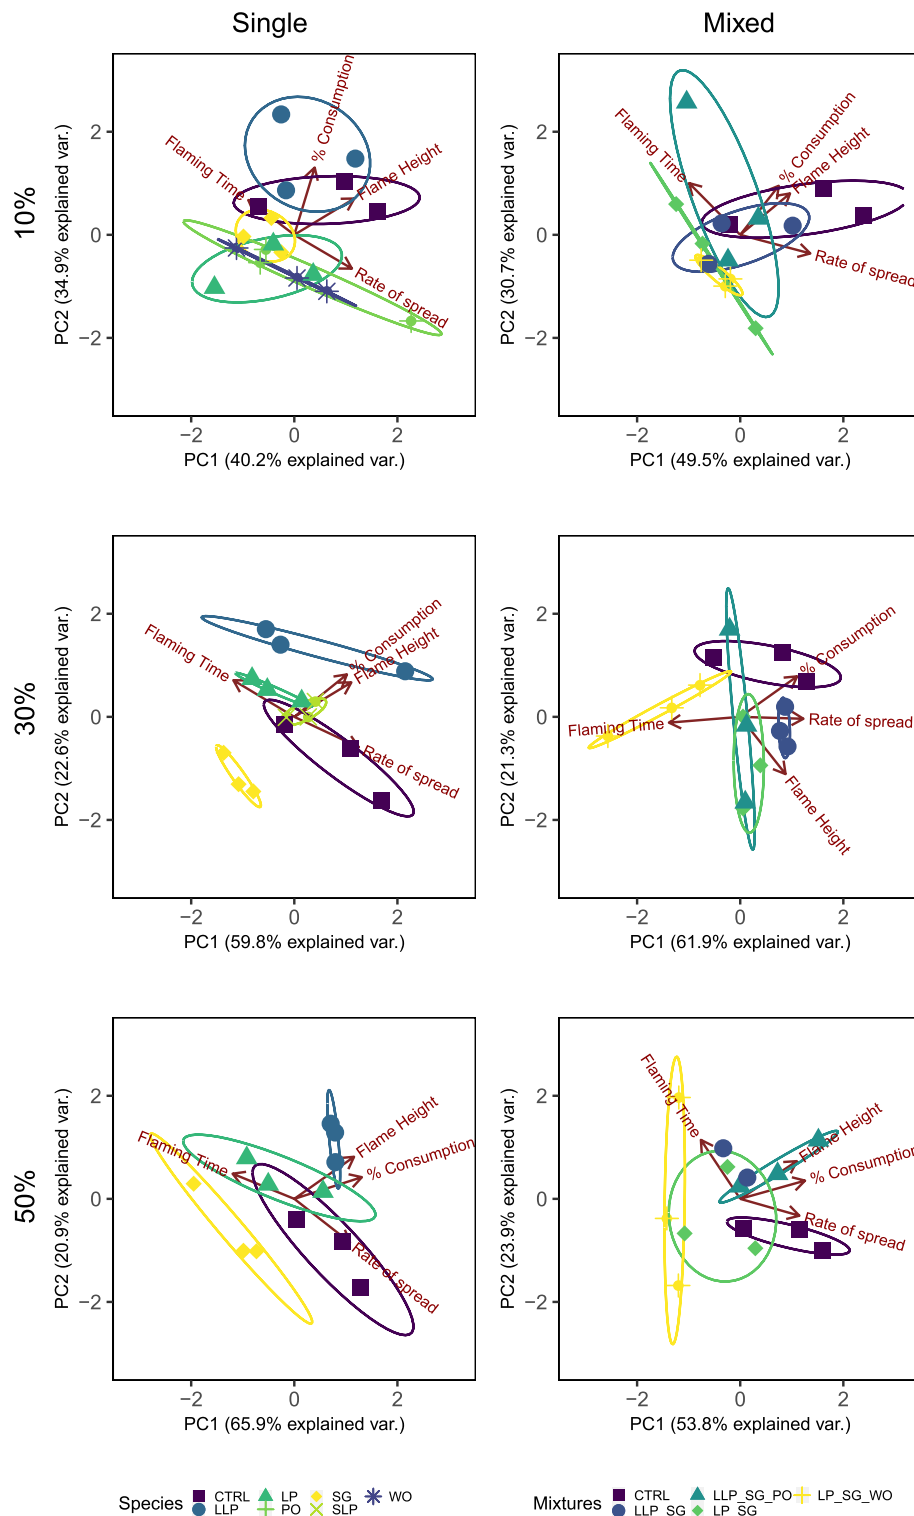 Single
Mixed
10%
PC2 (34.9% explained var.)
2
0
−2
Flaming Time
% Consumption
Flame Height
Rate of spread
−2
0
2
PC1 (40.2% explained var.)
PC2 (30.7% explained var.)
2
0
−2
Flaming Time
% Consumption
Flame Height
Rate of spread
−2
0
2
PC1 (49.5% explained var.)
30%
PC2 (22.6% explained var.)
2
0
−2
Flaming Time
% Consumption
Flame Height
Rate of spread
−2
0
2
PC1 (59.8% explained var.)
PC2 (21.3% explained var.)
2
0
−2
% Consumption
Flaming Time
Rate of spread
Flame Height
−2
0
2
PC1 (61.9% explained var.)
50%
PC2 (20.9% explained var.)
2
0
−2
Flaming Time
Flame Height
% Consumption
Rate of spread
−2
0
2
PC1 (65.9% explained var.)
PC2 (23.9% explained var.)
2
0
−2
Flaming Time
Flame Height
% Consumption
Rate of spread
−2
0
2
PC1 (53.8% explained var.)
Species CTRL LP SG WO
LLP PO SLP
Mixtures CTRL LLP_SG_PO LP_SG_WO
LLP_SG LP_SG